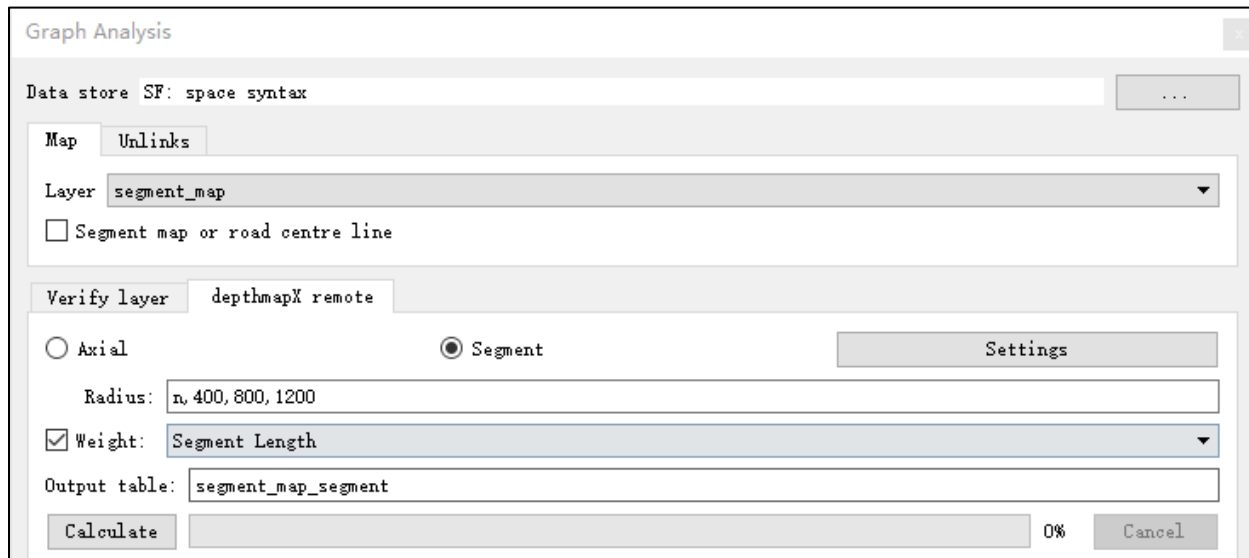 Graph Analysis x
Data store SF: space syntax ...
Map Unlinks
Layer segment_map
Segment map or road centre line
Verify layer depthmapX remote
Axial Segment Settings
Radius: n, 400, 800, 1200
Weight: Segment Length
Output table: segment_map_segment
Calculate 0% Cancel